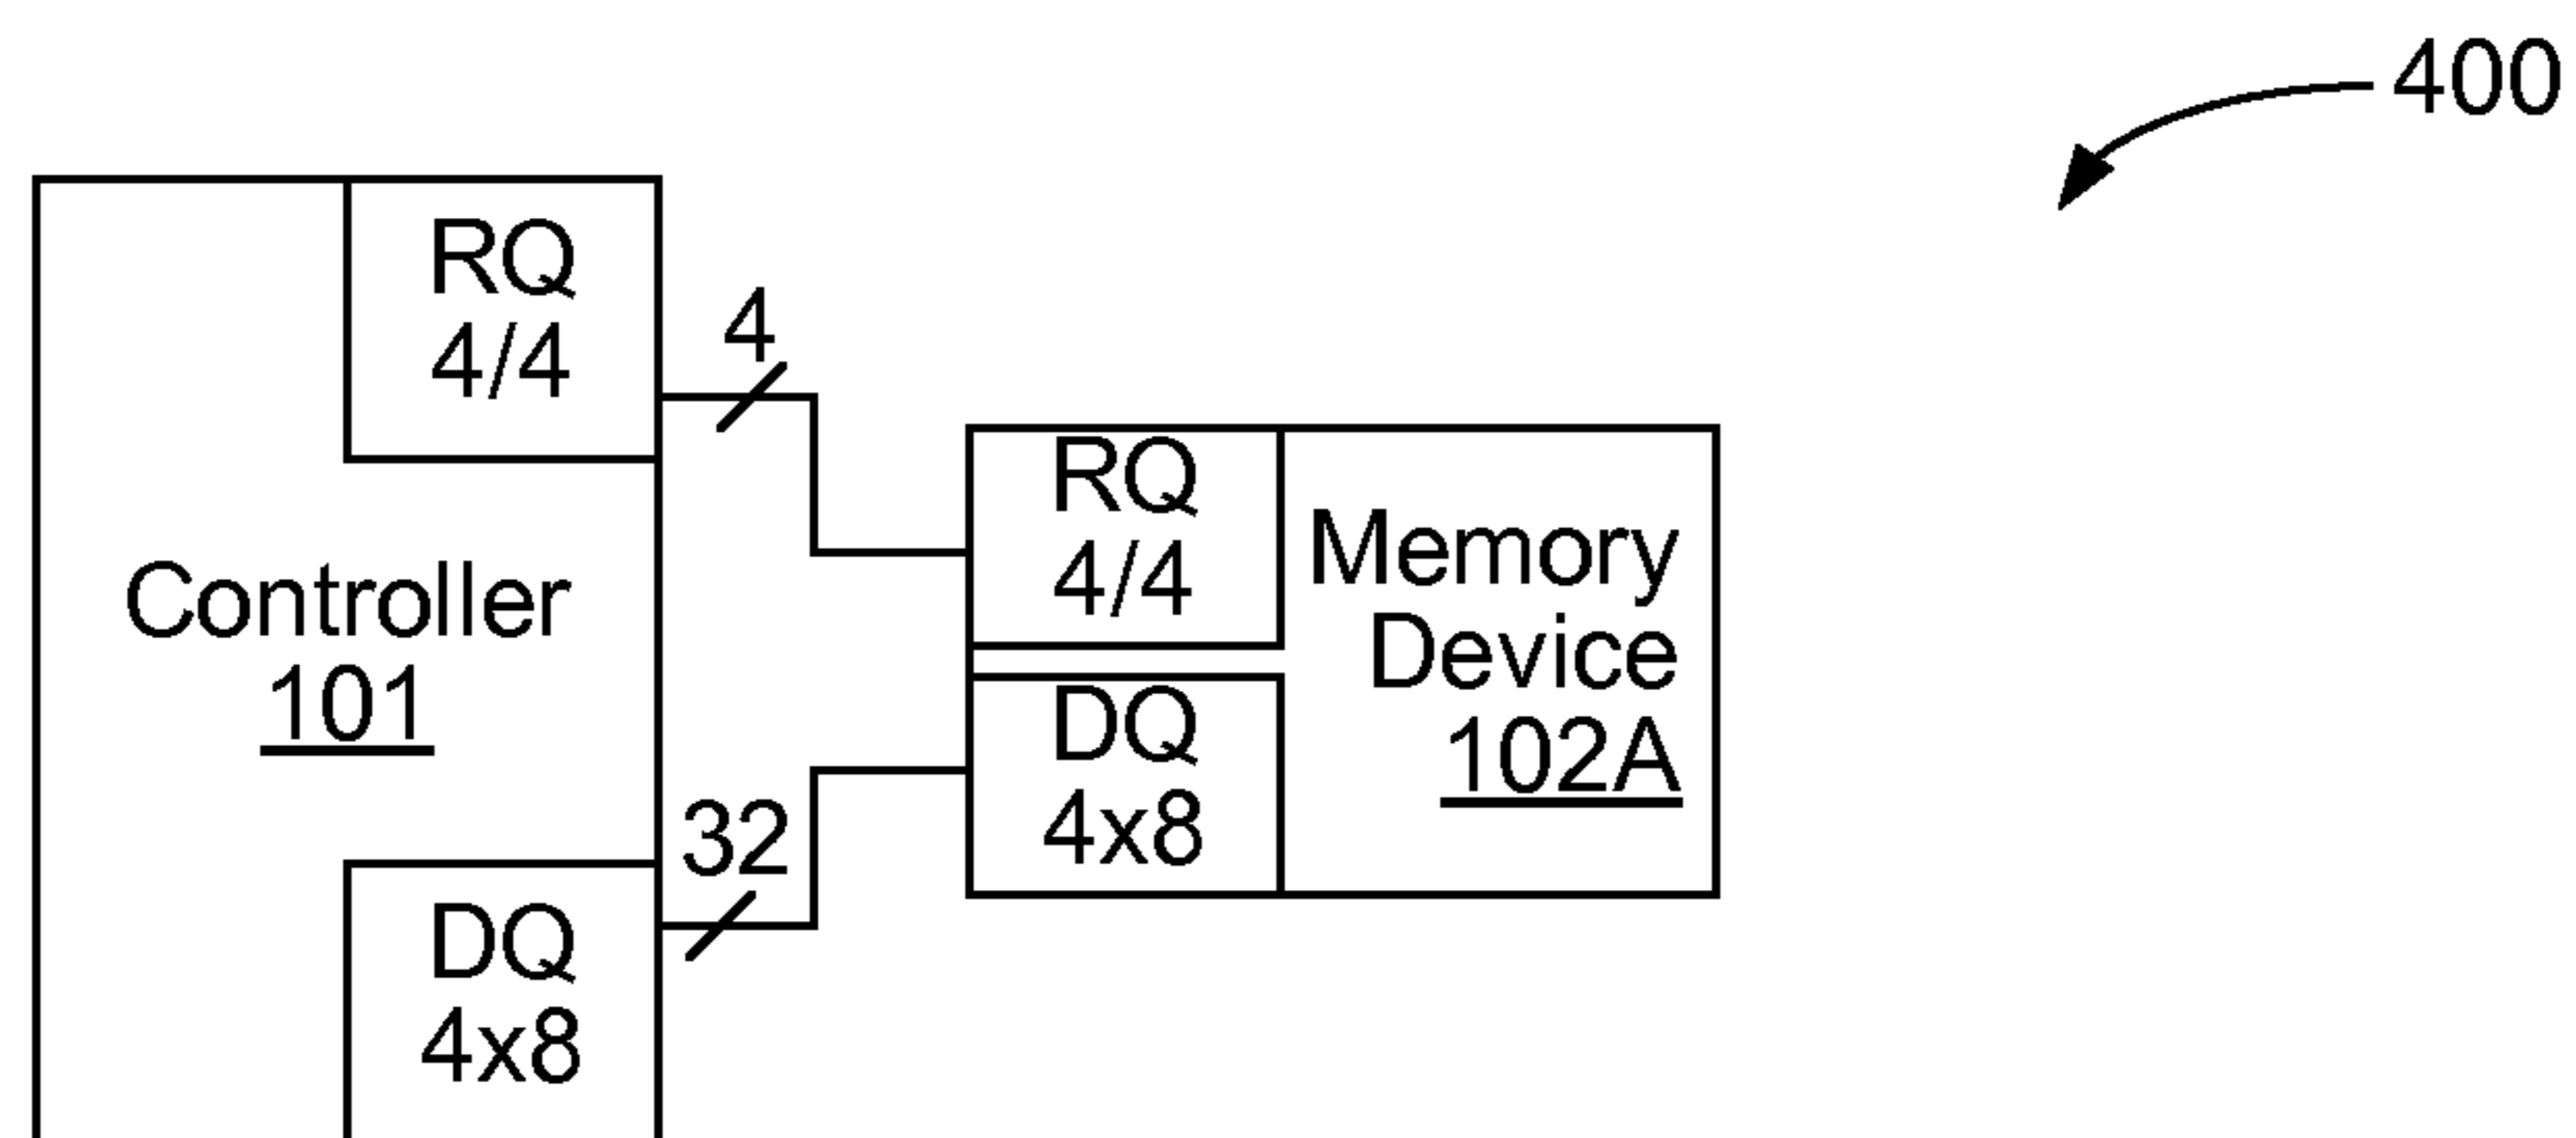 400
RQ
4/4
4
Controller
101
RQ
4/4
Memory
Device
102A
DQ
4x8
32
DQ
4x8